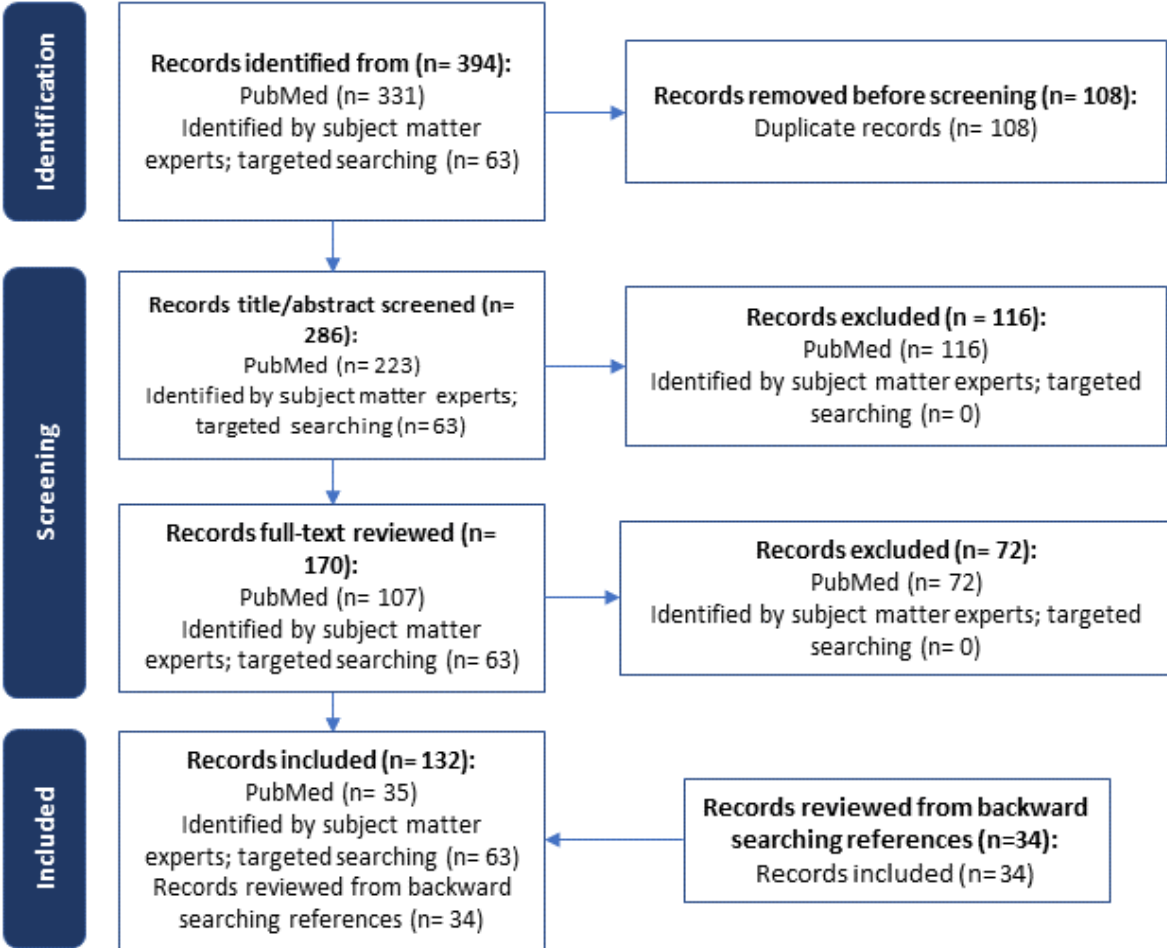 Identification
Records identified from (n= 394):
PubMed (n= 331)
Identified by subject matter
experts; targeted searching (n= 63)
Records removed before screening (n= 108):
Duplicate records (n= 108)
Screening
Records title/abstract screened (n=
286):
PubMed (n= 223)
Identified by subject matter experts;
targeted searching (n= 63)
Records excluded (n = 116):
PubMed (n= 116)
Identified by subject matter experts; targeted
searching (n= 0)
Records full-text reviewed (n=
170):
PubMed (n= 107)
Identified by subject matter
experts; targeted searching (n= 63)
Records excluded (n= 72):
PubMed (n= 72)
Identified by subject matter experts; targeted
searching (n= 0)
Included
Records included (n= 132):
PubMed (n= 35)
Identified by subject matter
experts; targeted searching (n= 63)
Records reviewed from backward
searching references (n= 34)
Records reviewed from backward
searching references (n=34):
Records included (n= 34)